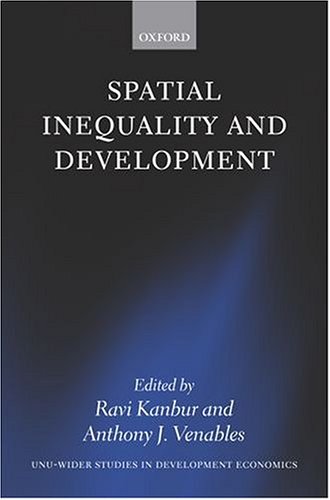 OXFORD
SPATIAL
INEQUALITY AND
DEVELOPMENT
Edited by
Ravi Kanbur and
Anthony J. Venables
UNU-WIDER STUDIES IN DEVELOPMENT ECONOMICS